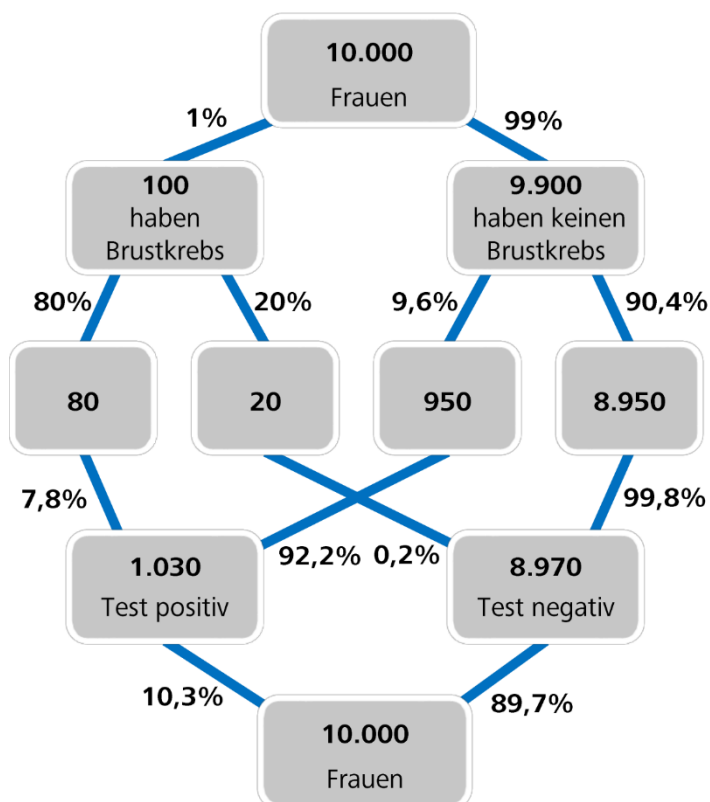 10.000
Frauen
1%
99%
100
haben
Brustkrebs
9.900
haben keinen
Brustkrebs
80%
20%
9,6%
90,4%
80
20
950
8.950
7,8%
92,2%
0,2%
99,8%
1.030
Test positiv
8.970
Test negativ
10,3%
89,7%
10.000
Frauen